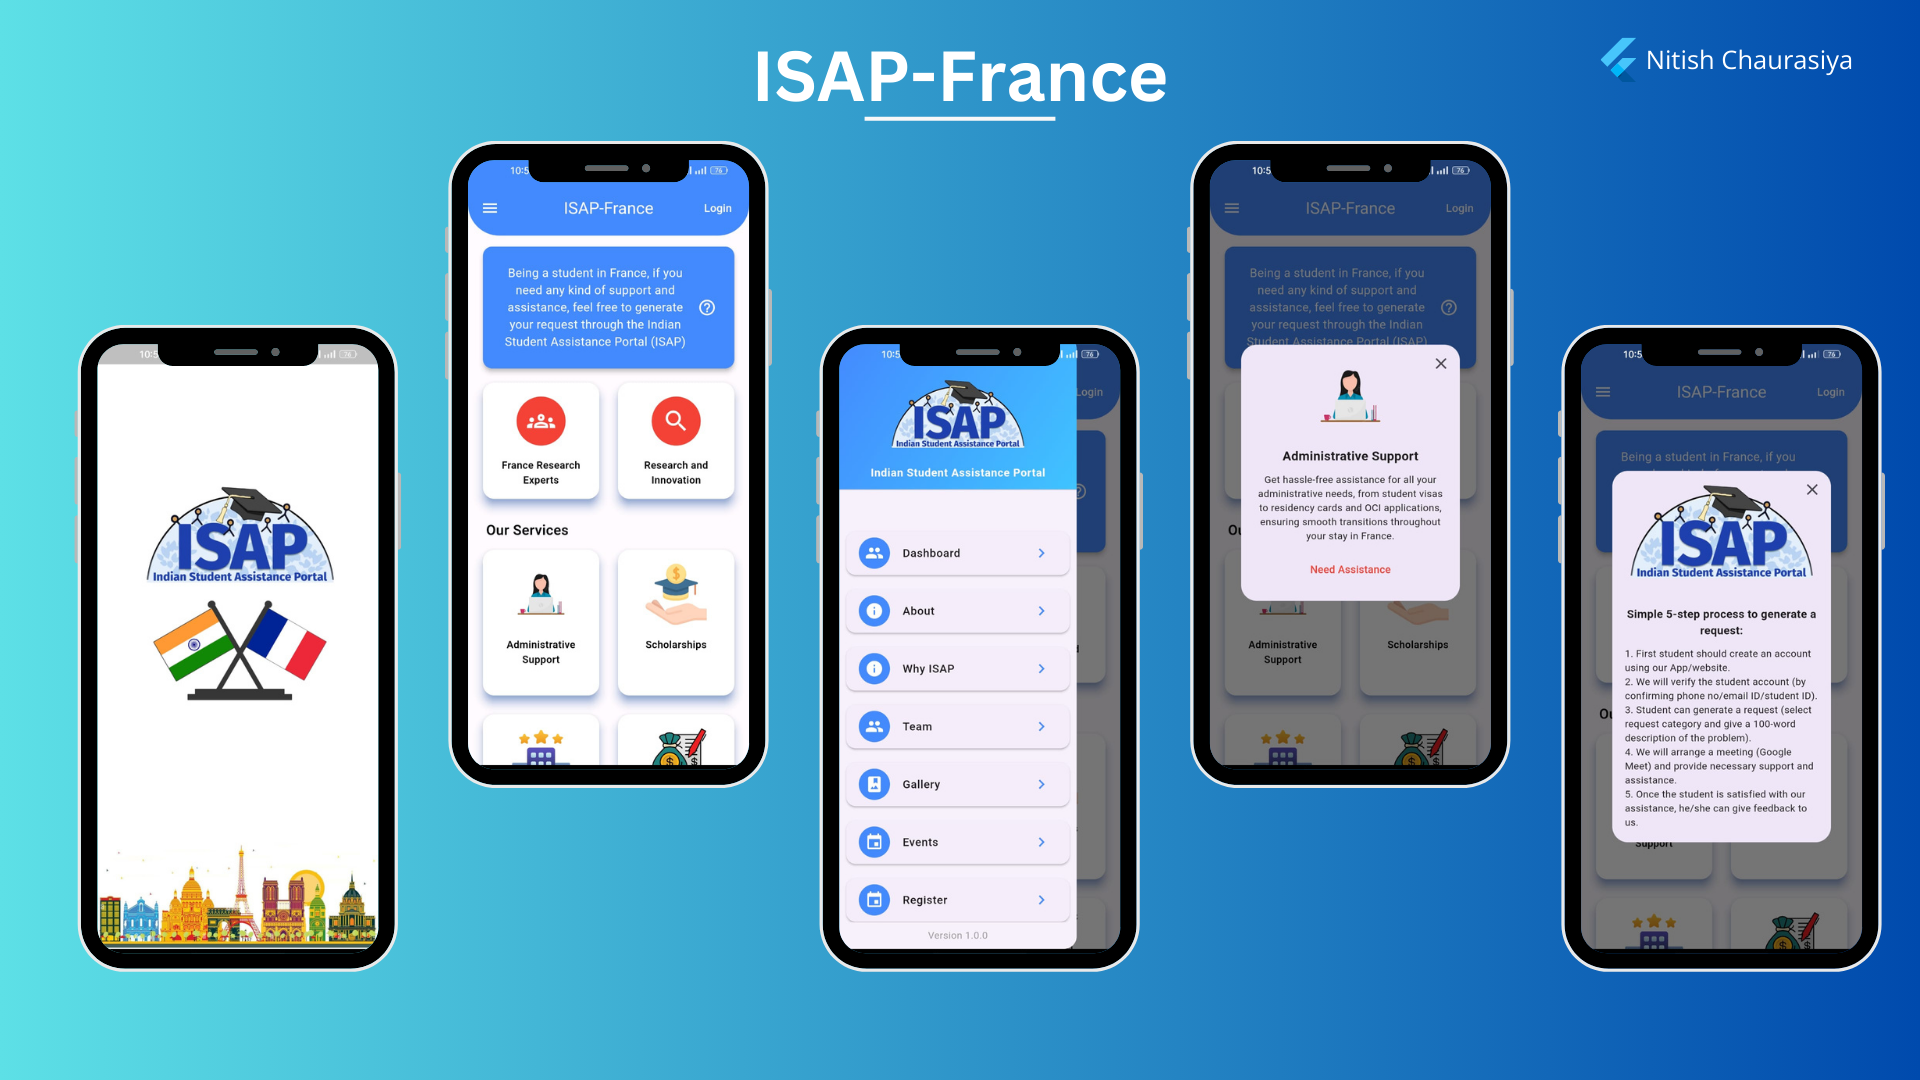 ISAP-France
Nitish Chaurasiya
ISAP
Indian Student Assistance Portal
76
ISAP-France
Login
Being a student in France, if you
need any kind of support and
assistance, feel free to generate
your request through the Indian
Student Assistance Portal (ISAP)
France Research
Experts
Research and
Innovation
Our Services
Administrative
Support
Scholarships
76
Login
ISAP
Indian Student Assistance Portal
Indian Student Assistance Portal
Dashboard
About
Why ISAP
Team
Gallery
Events
Register
Version 1.0.0
76
ISAP-France
Login
Being a student in France, if you
need any kind of support and
assistance, feel free to generate
your request through the Indian
Student Assistance Portal (ISAP)
Administrative Support
Get hassle-free assistance for all your
administrative needs, from student visas
to residency cards and OCI applications,
ensuring smooth transitions throughout
your stay in France.
Need Assistance
Administrative
Support
Scholarships
76
ISAP-France
Login
Being a student in France, if you
ISAP
Indian Student Assistance Portal
Simple 5-step process to generate a
request:
1. First student should create an account
using our App/website.
2. We will verify the student account (by
confirming phone no/email ID/student ID).
3. Student can generate a request (select
request category and give a 100-word
description of the problem).
4. We will arrange a meeting (Google
Meet) and provide necessary support and
assistance.
5. Once the student is satisfied with our
assistance, he/she can give feedback to
us.
Support